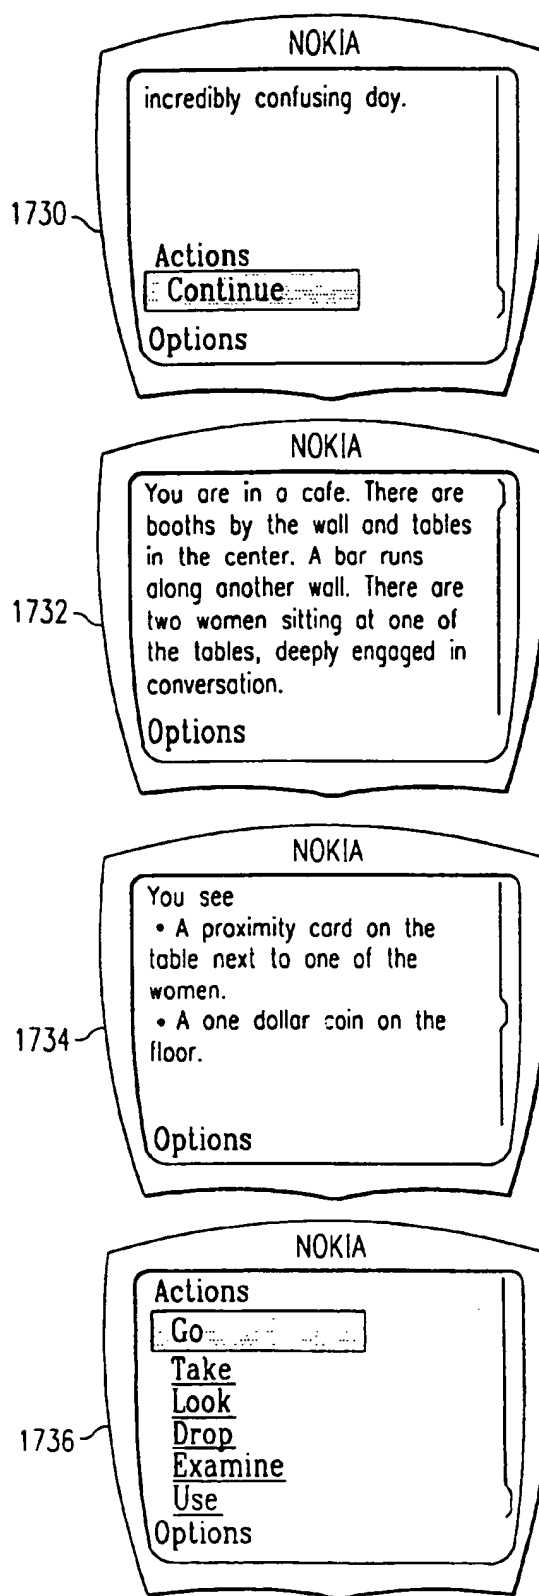 NOKIA
incredibly confusing day.
1730
Actions
Continue
Options
NOKIA
You are in a cafe. There are
booths by the wall and tables
in the center. A bar runs
along another wall. There are
two women sitting at one of
the tables, deeply engaged in
conversation.
1732
Options
NOKIA
You see
• A proximity card on the
table next to one of the
women.
• A one dollar coin on the
floor.
1734
Options
NOKIA
Actions
Go
Take
Look
Drop
Examine
Use
1736
Options